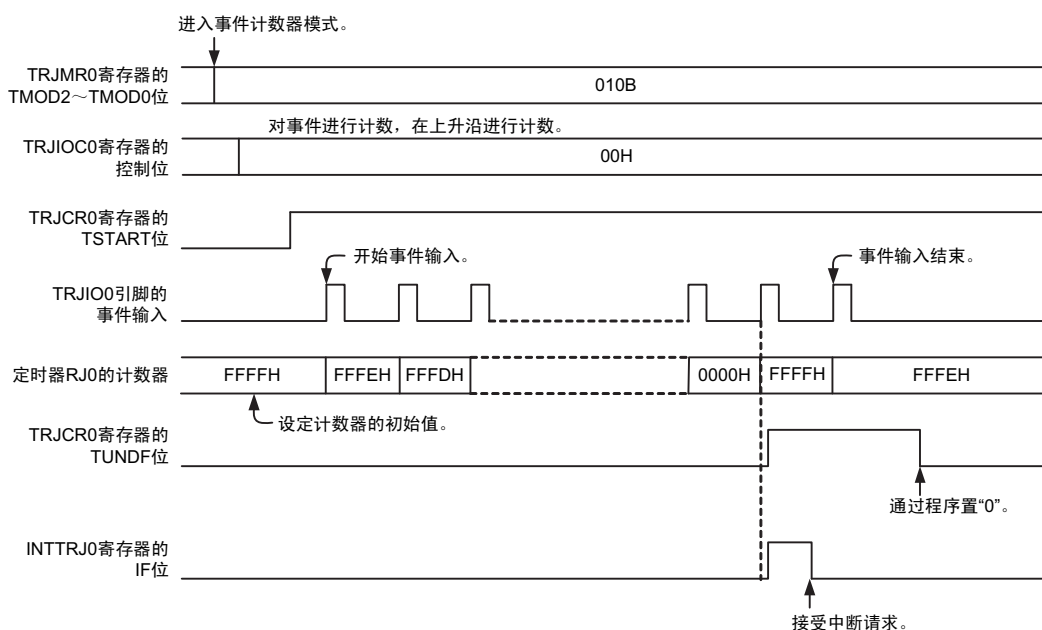 进入事件计数器模式。
TRJMR0寄存器的
TMOD2～TMOD0位
010B
对事件进行计数，在上升沿进行计数。
TRJIOC0寄存器的
控制位
00H
TRJCR0寄存器的
TSTART位
开始事件输入。
事件输入结束。
TRJIO0引脚的
事件输入
定时器RJ0的计数器
FFFFH
FFFEH
FFFDH
0000H
FFFFH
FFFEH
设定计数器的初始值。
TRJCR0寄存器的
TUNDF位
通过程序置“0”。
INTTRJ0寄存器的
IF位
接受中断请求。